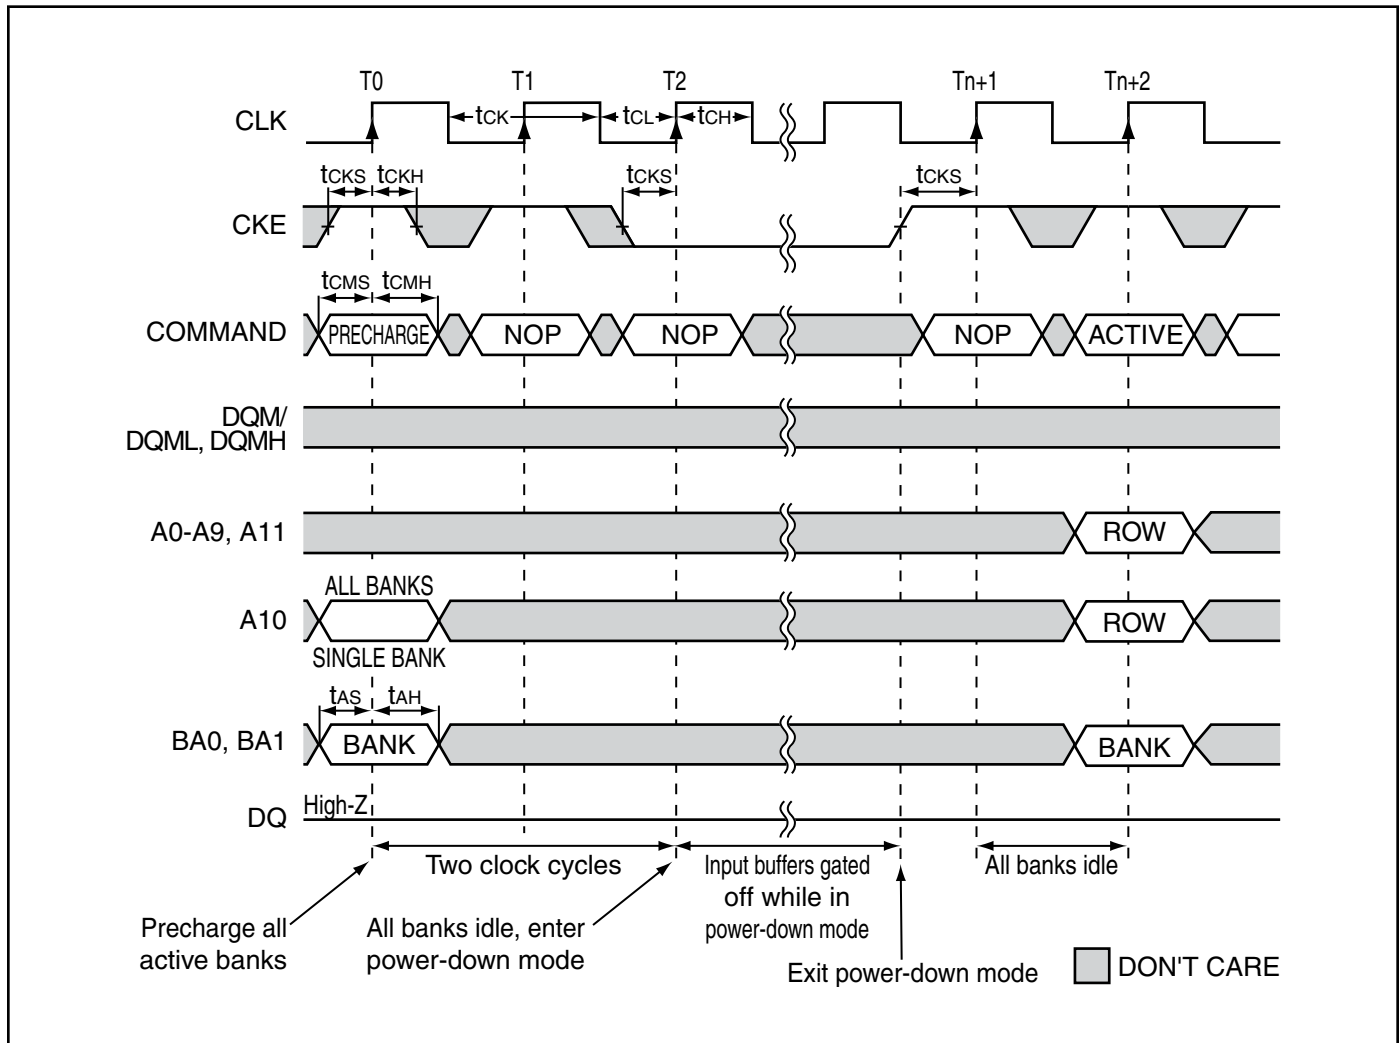 T0 T1 T2 Tn+1 Tn+2
CLK
tCK tCL tCH
tCKS tCKH tCKS tCKS
CKE
tCMS tCMH
COMMAND PRECHARGE NOP NOP NOP ACTIVE
DQM/
DQML, DQMH
A0-A9, A11 ROW
ALL BANKS
A10 ROW
SINGLE BANK
tAS tAH
BA0, BA1 BANK BANK
High-Z
DQ
Two clock cycles
Input buffers gated
off while in
power-down mode
All banks idle
Precharge all
active banks
All banks idle, enter
power-down mode
Exit power-down mode
DON'T CARE